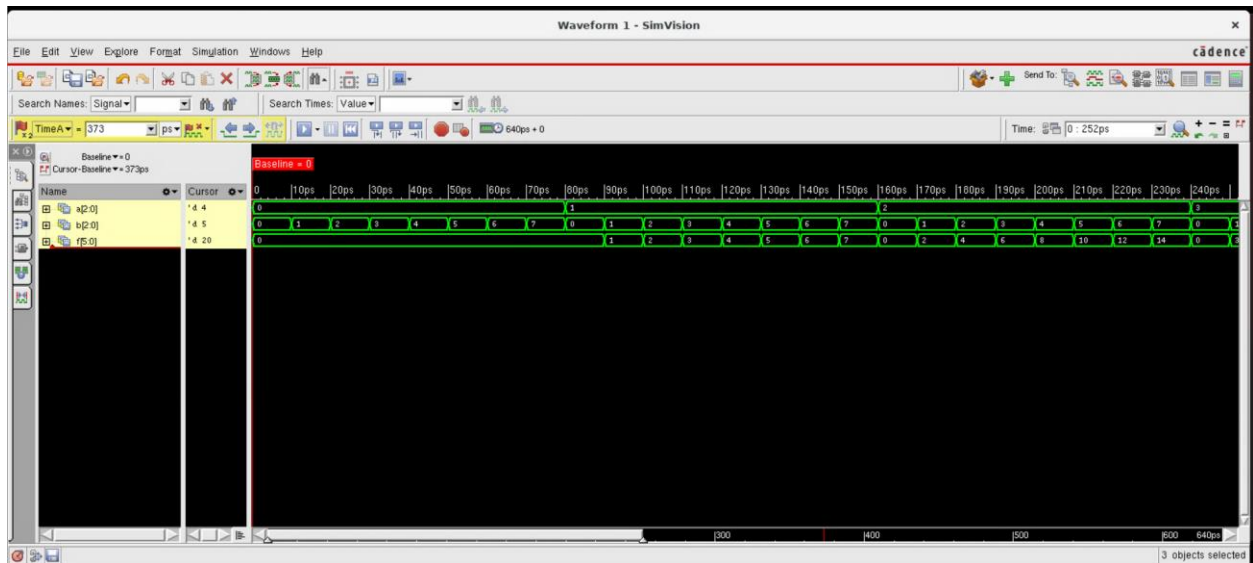 Waveform 1 - SimVision
File Edit View Explore Format Simulation Windows Help
cādence
Search Names: Signal Search Times: Value Send To:
TimeA = 373 ps 640ps + 0 Time: 0 : 252ps
Baseline = 0
Cursor-Baseline = 373ps
Baseline = 0
Name Cursor 0 10ps 20ps 30ps 40ps 50ps 60ps 70ps 80ps 90ps 100ps 110ps 120ps 130ps 140ps 150ps 160ps 170ps 180ps 190ps 200ps 210ps 220ps 230ps 240ps
a[2:0] 'd 4 0 1 2 3
b[2:0] 'd 5 0 1 2 3 4 5 6 7 0 1 2 3 4 5 6 7 0 1 2 3 4 5 6 7 0 1
f[5:0] 'd 20 0 1 2 3 4 5 6 7 0 2 4 6 8 10 12 14 0 3
300 400 500 600 640ps
3 objects selected